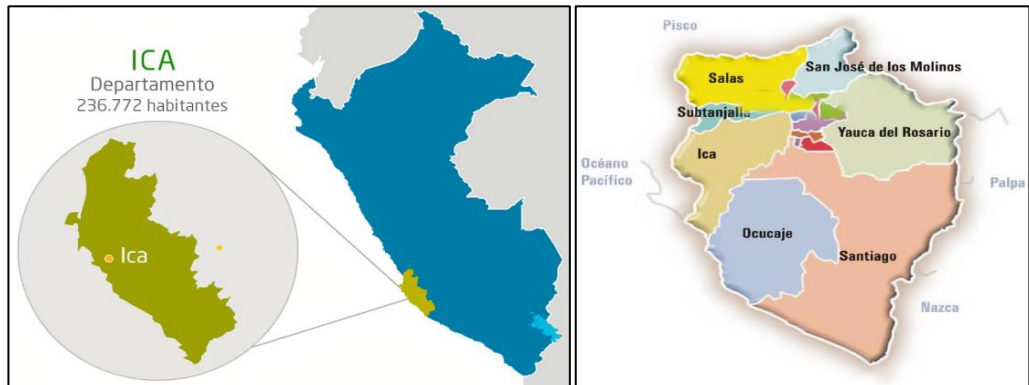 ICA
Departamento
236.772 habitantes
Ica
Pisco
San José de los Molinos
Salas
Subtanjalla
Yauca del Rosario
Ica
Océano
Pacífico
Palpa
Ocucaje
Santiago
Nazca